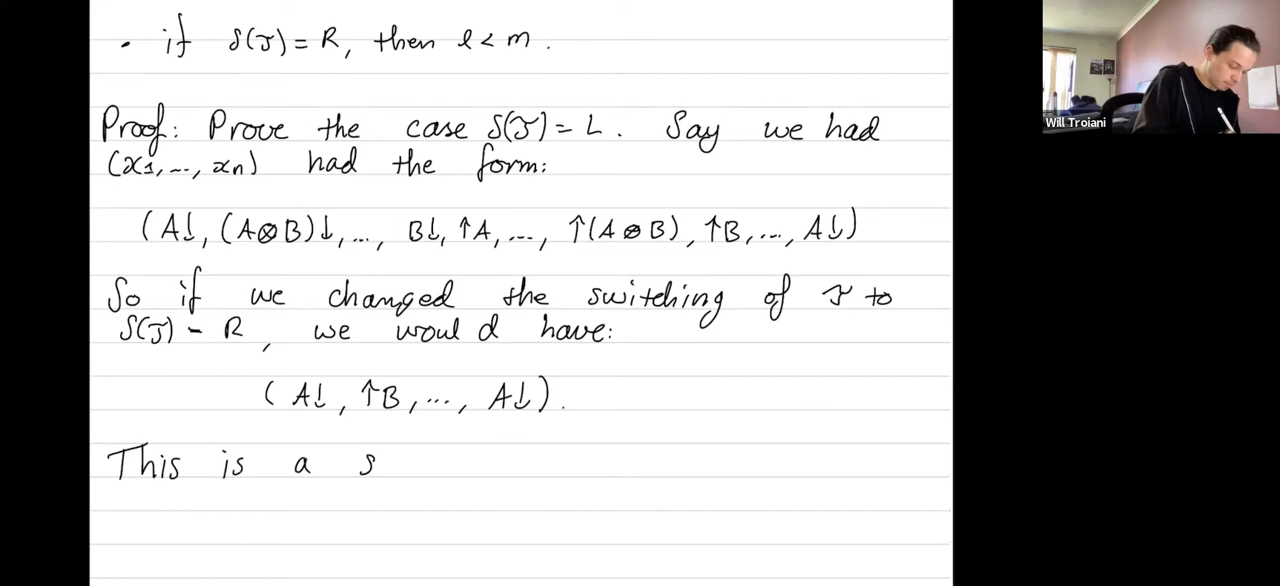 • if S(𝜏) = R, then l < m.
Proof: Prove the case S(𝜏) = L. Say we had
(x1, ..., xn) had the form:
(A↓, (A⊗B)↓, ..., B↓, ↑A, ..., ↑(A⊗B), ↑B, ..., A↓)
So if we changed the switching of 𝜏 to
S(𝜏) = R, we would have:
(A↓, ↑B, ..., A↓).
This is a s
Will Troiani